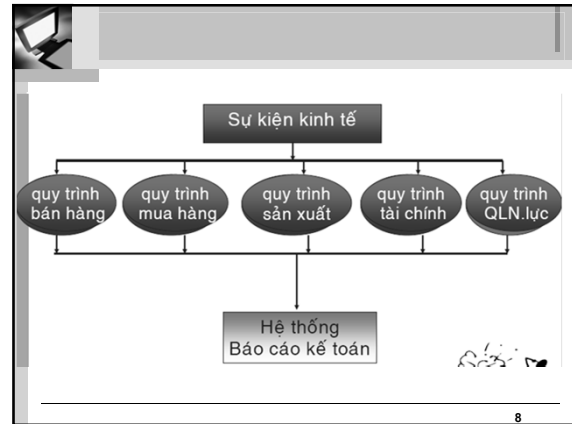 Sự kiện kinh tế
quy trình
bán hàng
quy trình
mua hàng
quy trình
sản xuất
quy trình
tài chính
quy trình
QLN.lực
Hệ thống
Báo cáo kế toán
8